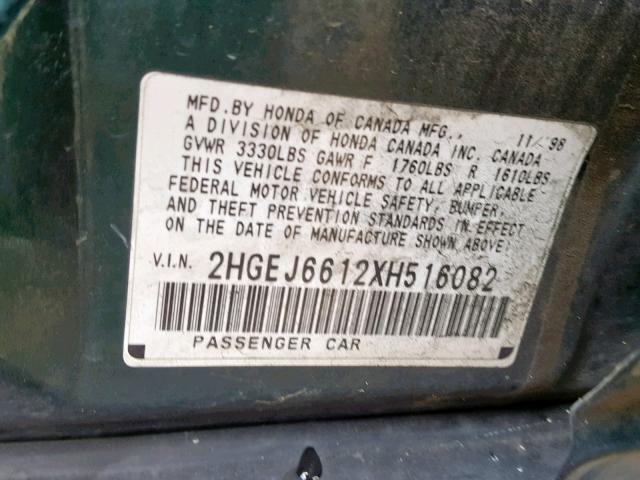 MFD. BY HONDA OF CANADA MFG.,
A DIVISION OF HONDA CANADA INC. CANADA 11/98
GVWR 3330LBS GAWR F 1760LBS R 1610LBS
THIS VEHICLE CONFORMS TO ALL APPLICABLE
FEDERAL MOTOR VEHICLE SAFETY, BUMPER,
AND THEFT PREVENTION STANDARDS IN EFFECT
ON THE DATE OF MANUFACTURE SHOWN ABOVE.
V.I.N. 2HGEJ6612XH516082
PASSENGER CAR